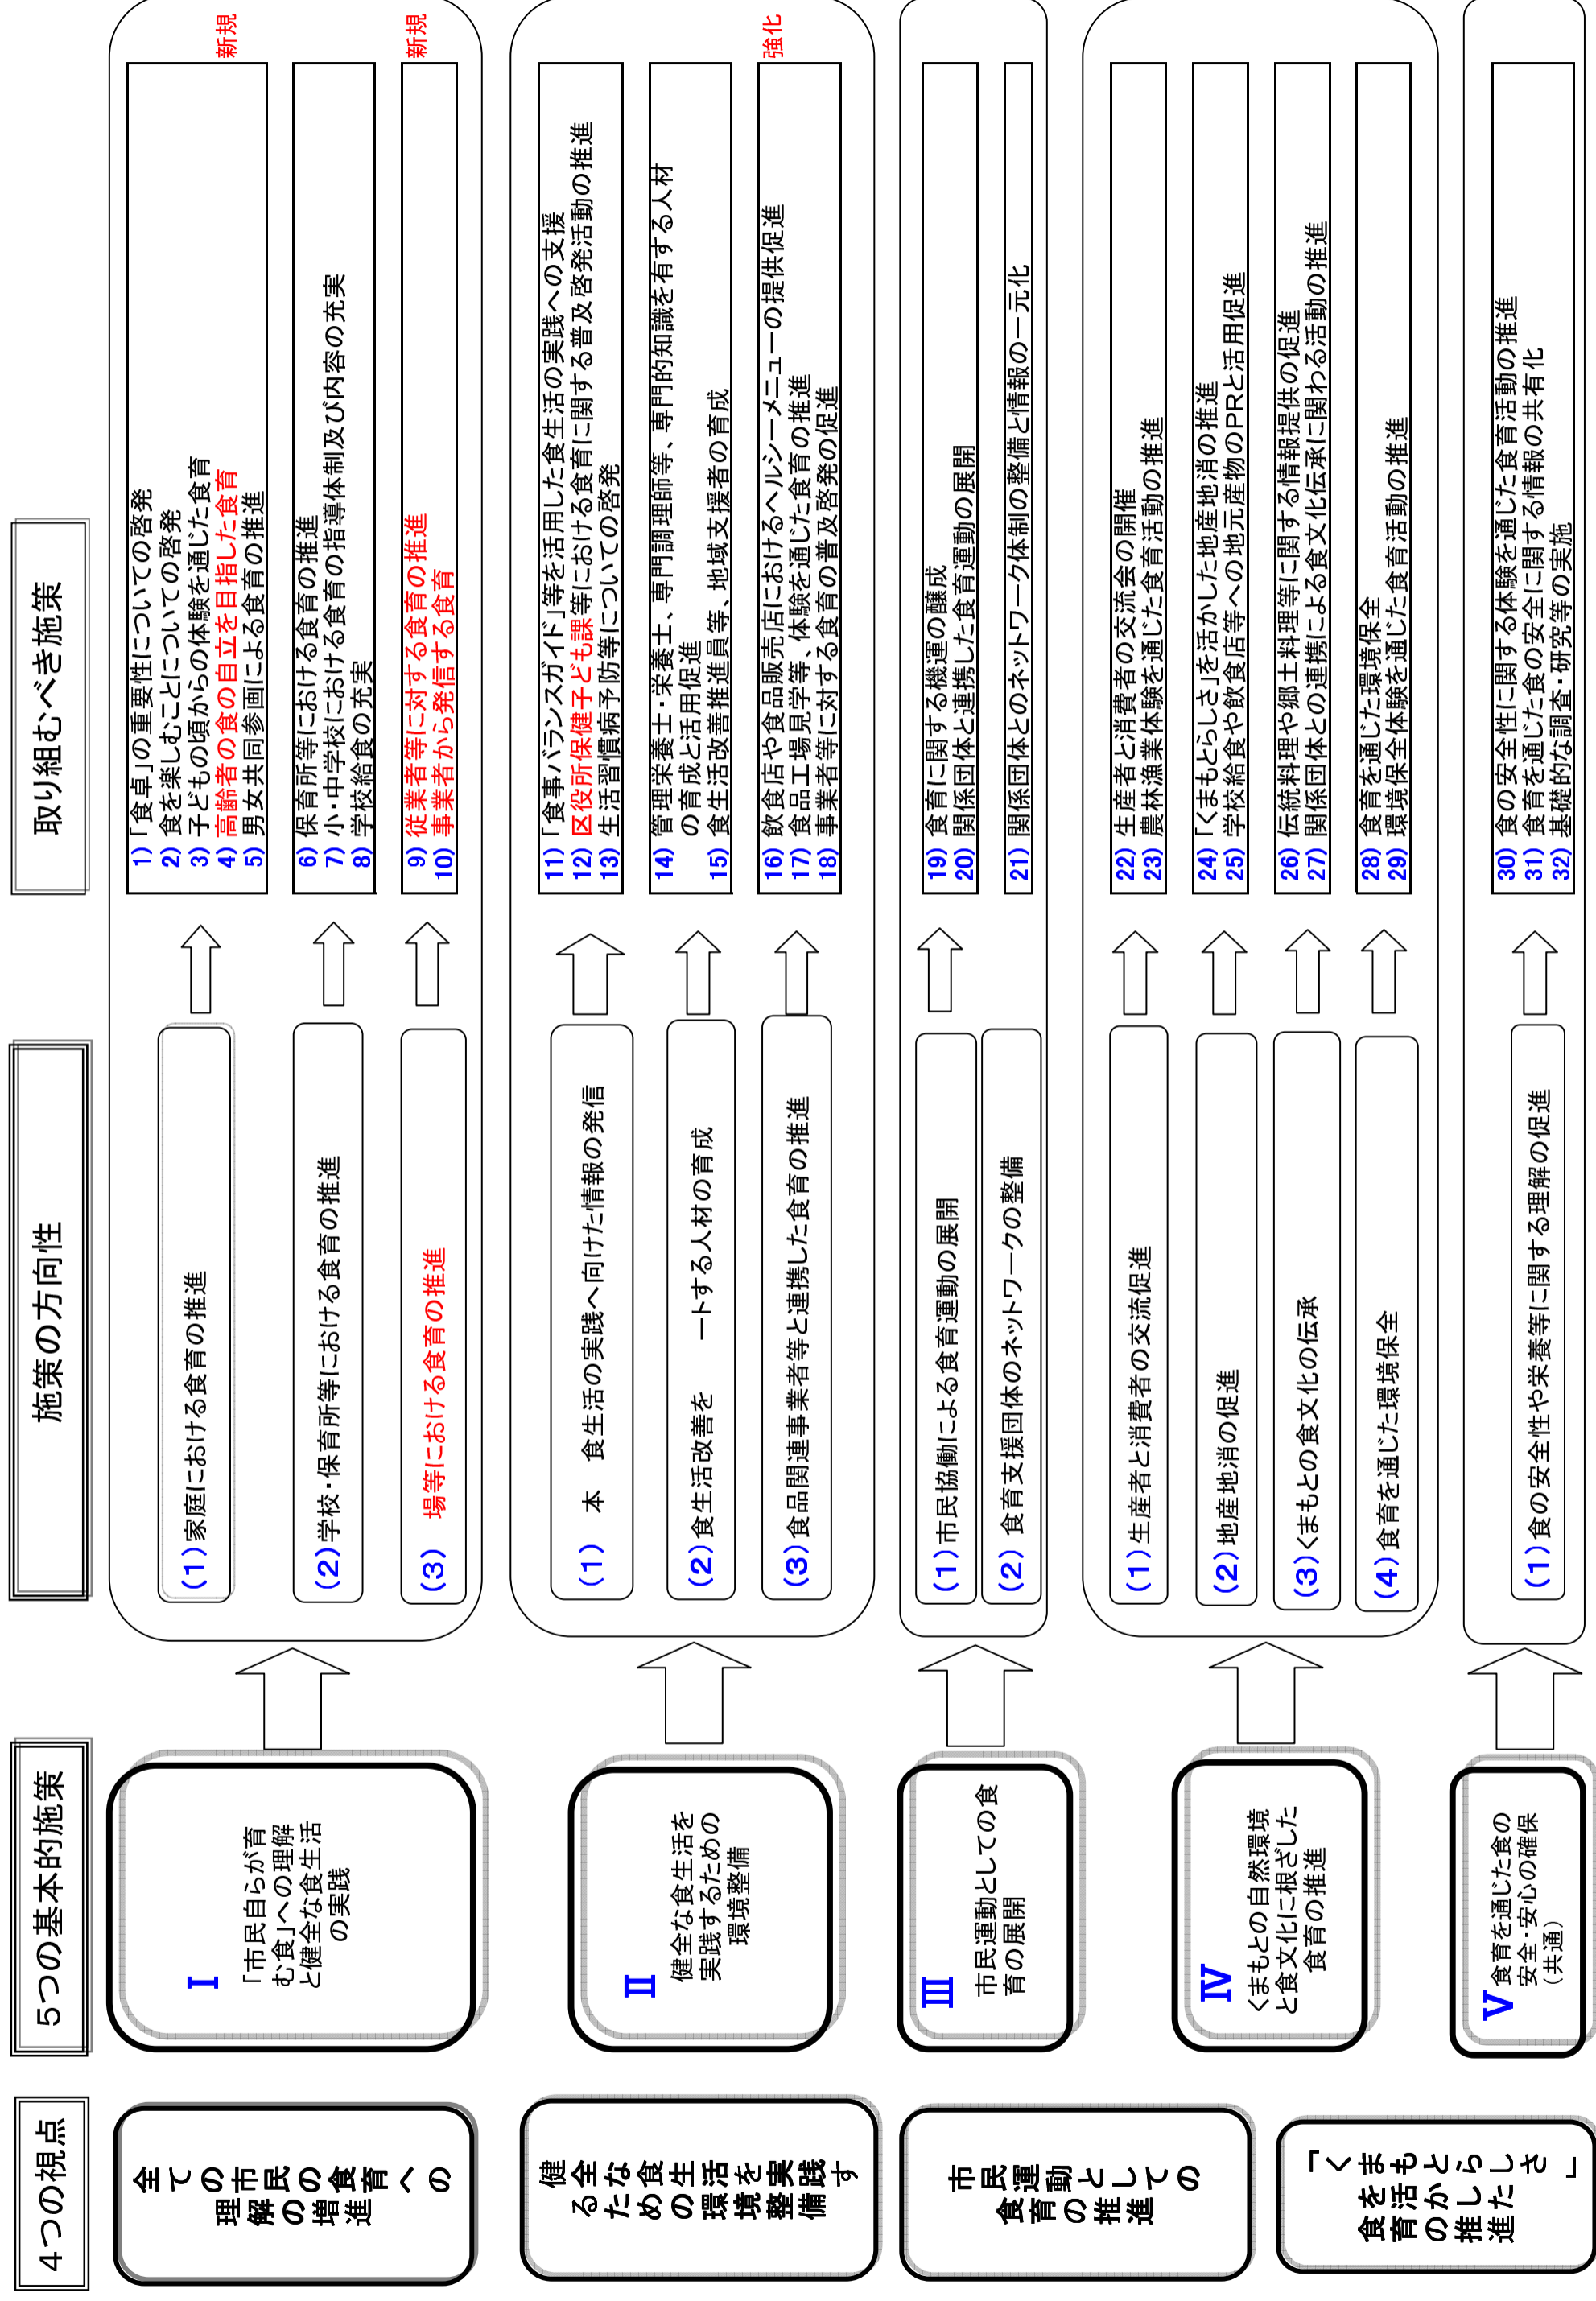 4つの視点
5つの基本的施策
施策の方向性
取り組むべき施策
全ての市民の食育への
理解の増進
健全な食生活を実践す
るための環境整備
市民運動としての
食育の推進
「くまもとらしさ」
を活かした
食育の推進
Ⅰ
「市民自らが育
む食」への理解
と健全な食生活
の実践
(1)家庭における食育の推進
1)「食卓」の重要性についての啓発
2) 食を楽しむことについての啓発
3) 子どもの頃からの体験を通じた食育
4) 高齢者の食の自立を目指した食育
新規
5) 男女共同参画による食育の推進
(2)学校・保育所等における食育の推進
6) 保育所等における食育の推進
7) 小・中学校における食育の指導体制及び内容の充実
8) 学校給食の充実
(3) 場等における食育の推進
9) 従業者等に対する食育の推進
新規
10) 事業者から発信する食育
Ⅱ
健全な食生活を
実践するための
環境整備
(1) 本 食生活の実践へ向けた情報の発信
11)「食事バランスガイド」等を活用した食生活の実践への支援
12) 区役所保健子ども課等における食育に関する普及啓発活動の推進
13) 生活習慣病予防等についての啓発
(2)食生活改善を ートする人材の育成
14) 管理栄養士・栄養士、専門調理師等、専門的知識を有する人材
の育成と活用促進
15) 食生活改善推進員等、地域支援者の育成
(3)食品関連事業者等と連携した食育の推進
16) 飲食店や食品販売店におけるヘルシーメニューの提供促進
強化
17) 食品工場見学等、体験を通じた食育の推進
18) 事業者等に対する食育の普及啓発の促進
Ⅲ
市民運動としての食
育の展開
(1)市民協働による食育運動の展開
19) 食育に関する機運の醸成
20) 関係団体と連携した食育運動の展開
(2) 食育支援団体のネットワークの整備
21) 関係団体とのネットワーク体制の整備と情報の一元化
Ⅳ
くまもとの自然環境
と食文化に根ざした
食育の推進
(1)生産者と消費者の交流促進
22) 生産者と消費者の交流会の開催
23) 農林漁業体験を通じた食育活動の推進
(2)地産地消の促進
24)「くまもとらしさ」を活かした地産地消の推進
25) 学校給食や飲食店等への地元産物のPRと活用促進
(3)くまもとの食文化の伝承
26) 伝統料理や郷土料理等に関する情報提供の促進
27) 関係団体との連携による食文化伝承に関わる活動の推進
(4)食育を通じた環境保全
28) 食育を通じた環境保全
29) 環境保全体験を通じた食育活動の推進
Ⅴ
食育を通じた食の
安全・安心の確保
（共通）
(1)食の安全性や栄養等に関する理解の促進
30) 食の安全性に関する体験を通じた食育活動の推進
31) 食育を通じた食の安全に関する情報の共有化
32) 基礎的な調査・研究等の実施